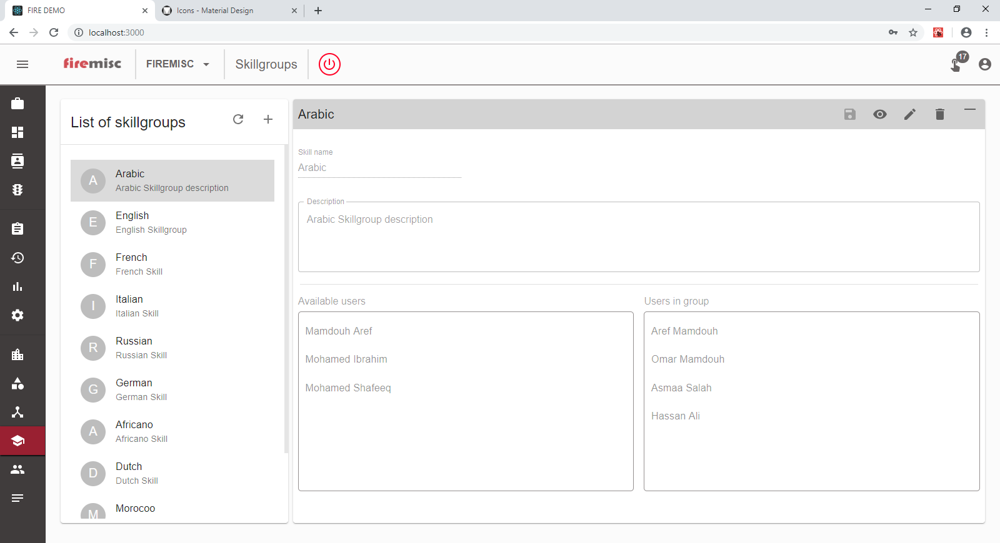 FIRE DEMO
Icons - Material Design
localhost:3000
firemisc
FIREMISC
Skillgroups
17
List of skillgroups
A
Arabic
Arabic Skillgroup description
E
English
English Skillgroup
F
French
French Skill
I
Italian
Italian Skill
R
Russian
Russian Skill
G
German
German Skill
A
Africano
Africano Skill
D
Dutch
Dutch Skill
M
Morocoo
Arabic
Skill name
Arabic
Description
Arabic Skillgroup description
Available users
Mamdouh Aref
Mohamed Ibrahim
Mohamed Shafeeq
Users in group
Aref Mamdouh
Omar Mamdouh
Asmaa Salah
Hassan Ali